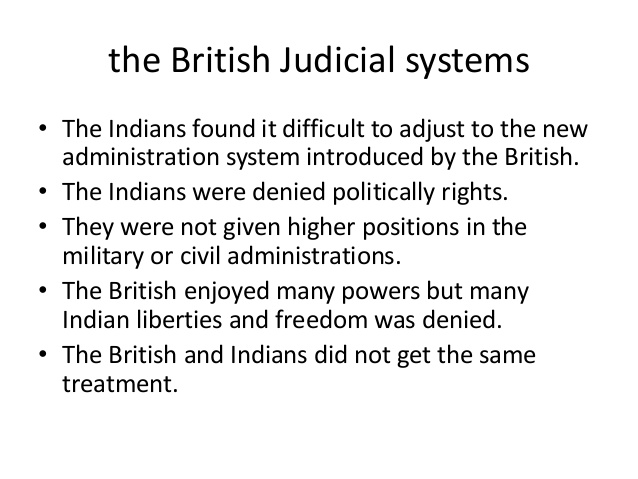 the British Judicial systems
• The Indians found it difficult to adjust to the new
administration system introduced by the British.
• The Indians were denied politically rights.
• They were not given higher positions in the
military or civil administrations.
• The British enjoyed many powers but many
Indian liberties and freedom was denied.
• The British and Indians did not get the same
treatment.